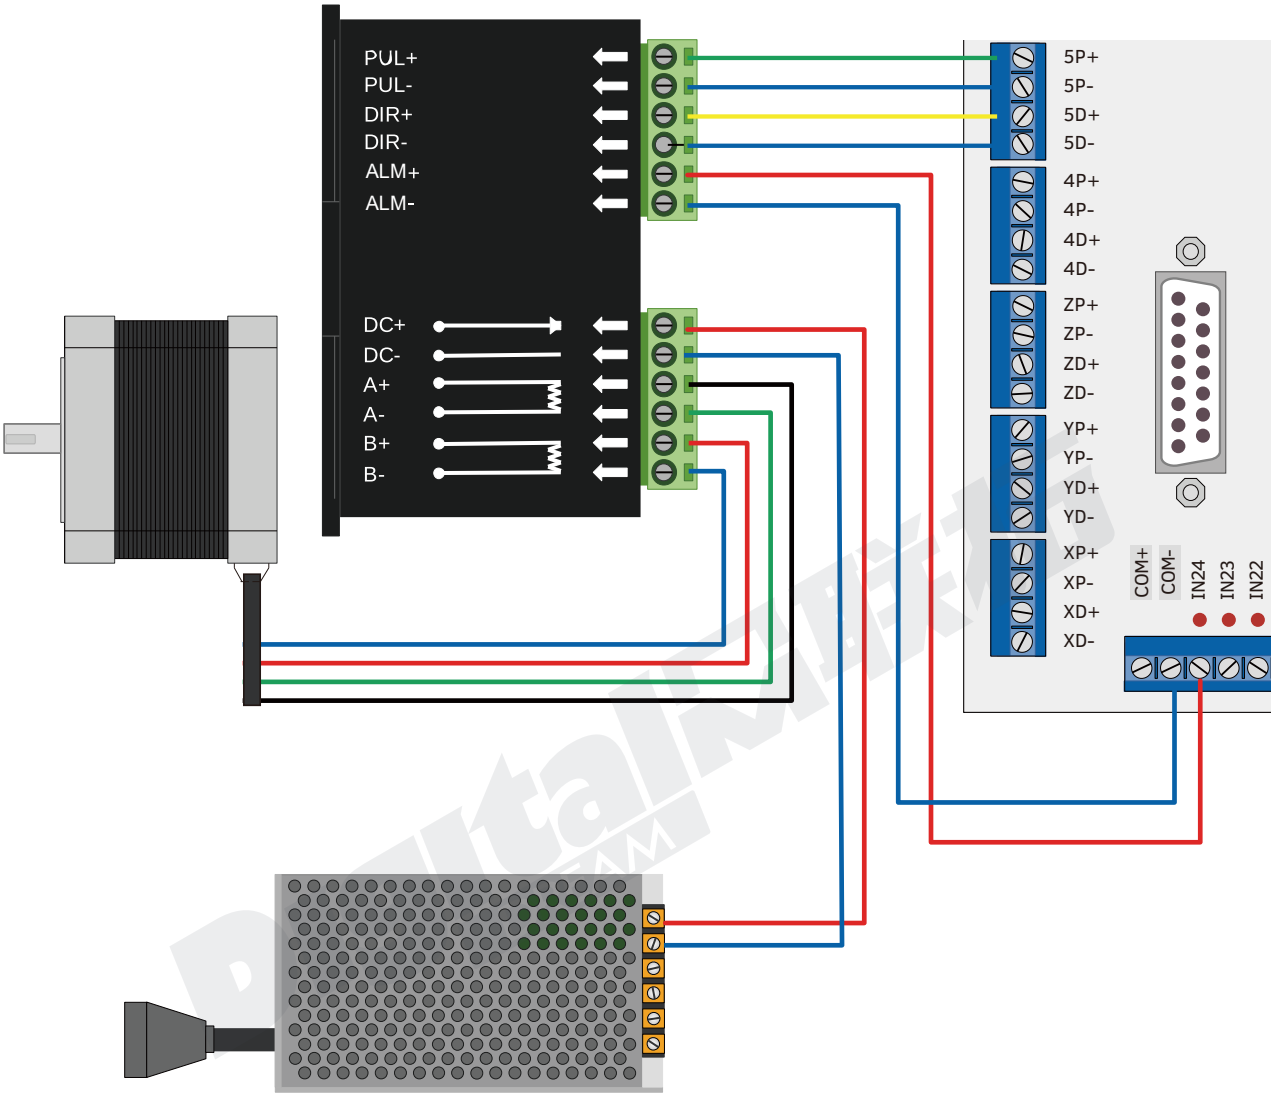 PUL+
PUL-
DIR+
DIR-
ALM+
ALM-
DC+
DC-
A+
A-
B+
B-
5P+
5P-
5D+
5D-
4P+
4P-
4D+
4D-
ZP+
ZP-
ZD+
ZD-
YP+
YP-
YD+
YD-
XP+
XP-
XD+
XD-
COM+
COM-
IN24
IN23
IN22